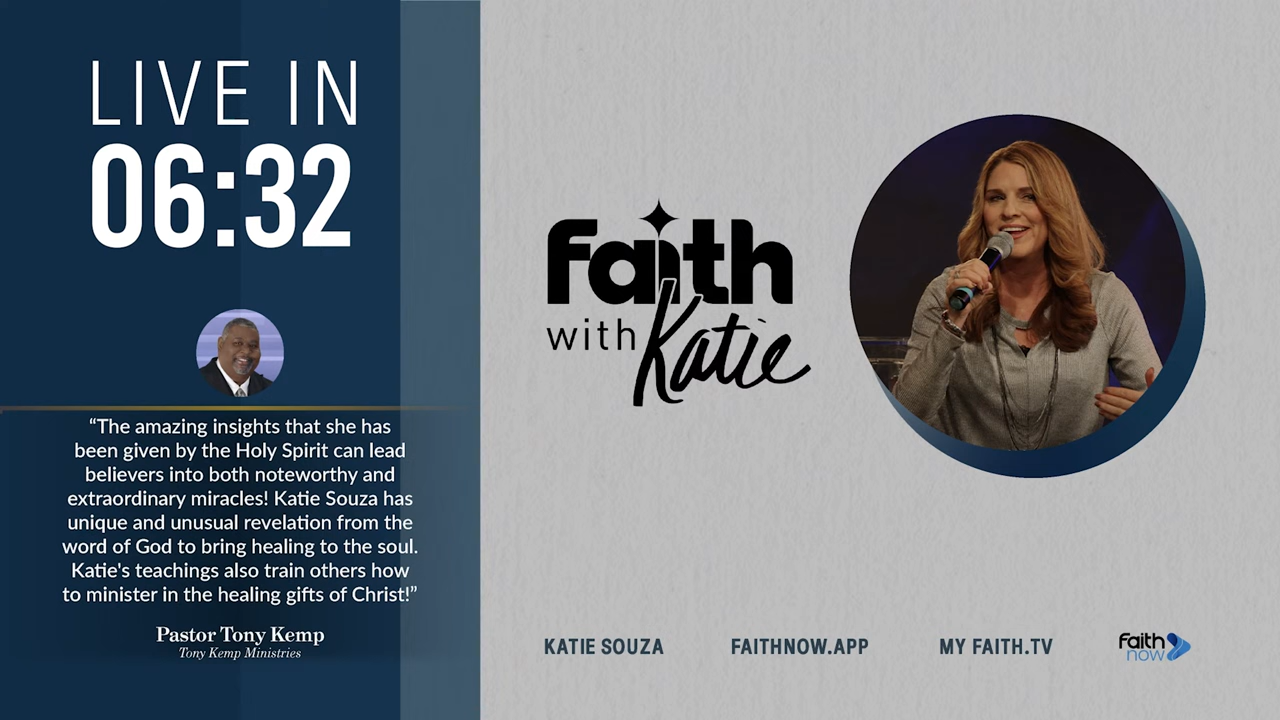 LIVE IN
06:32
“The amazing insights that she has
been given by the Holy Spirit can lead
believers into both noteworthy and
extraordinary miracles! Katie Souza has
unique and unusual revelation from the
word of God to bring healing to the soul.
Katie's teachings also train others how
to minister in the healing gifts of Christ!”
Pastor Tony Kemp
Tony Kemp Ministries
faith
with Katie
KATIE SOUZA
FAITHNOW.APP
MY FAITH.TV
faith
now